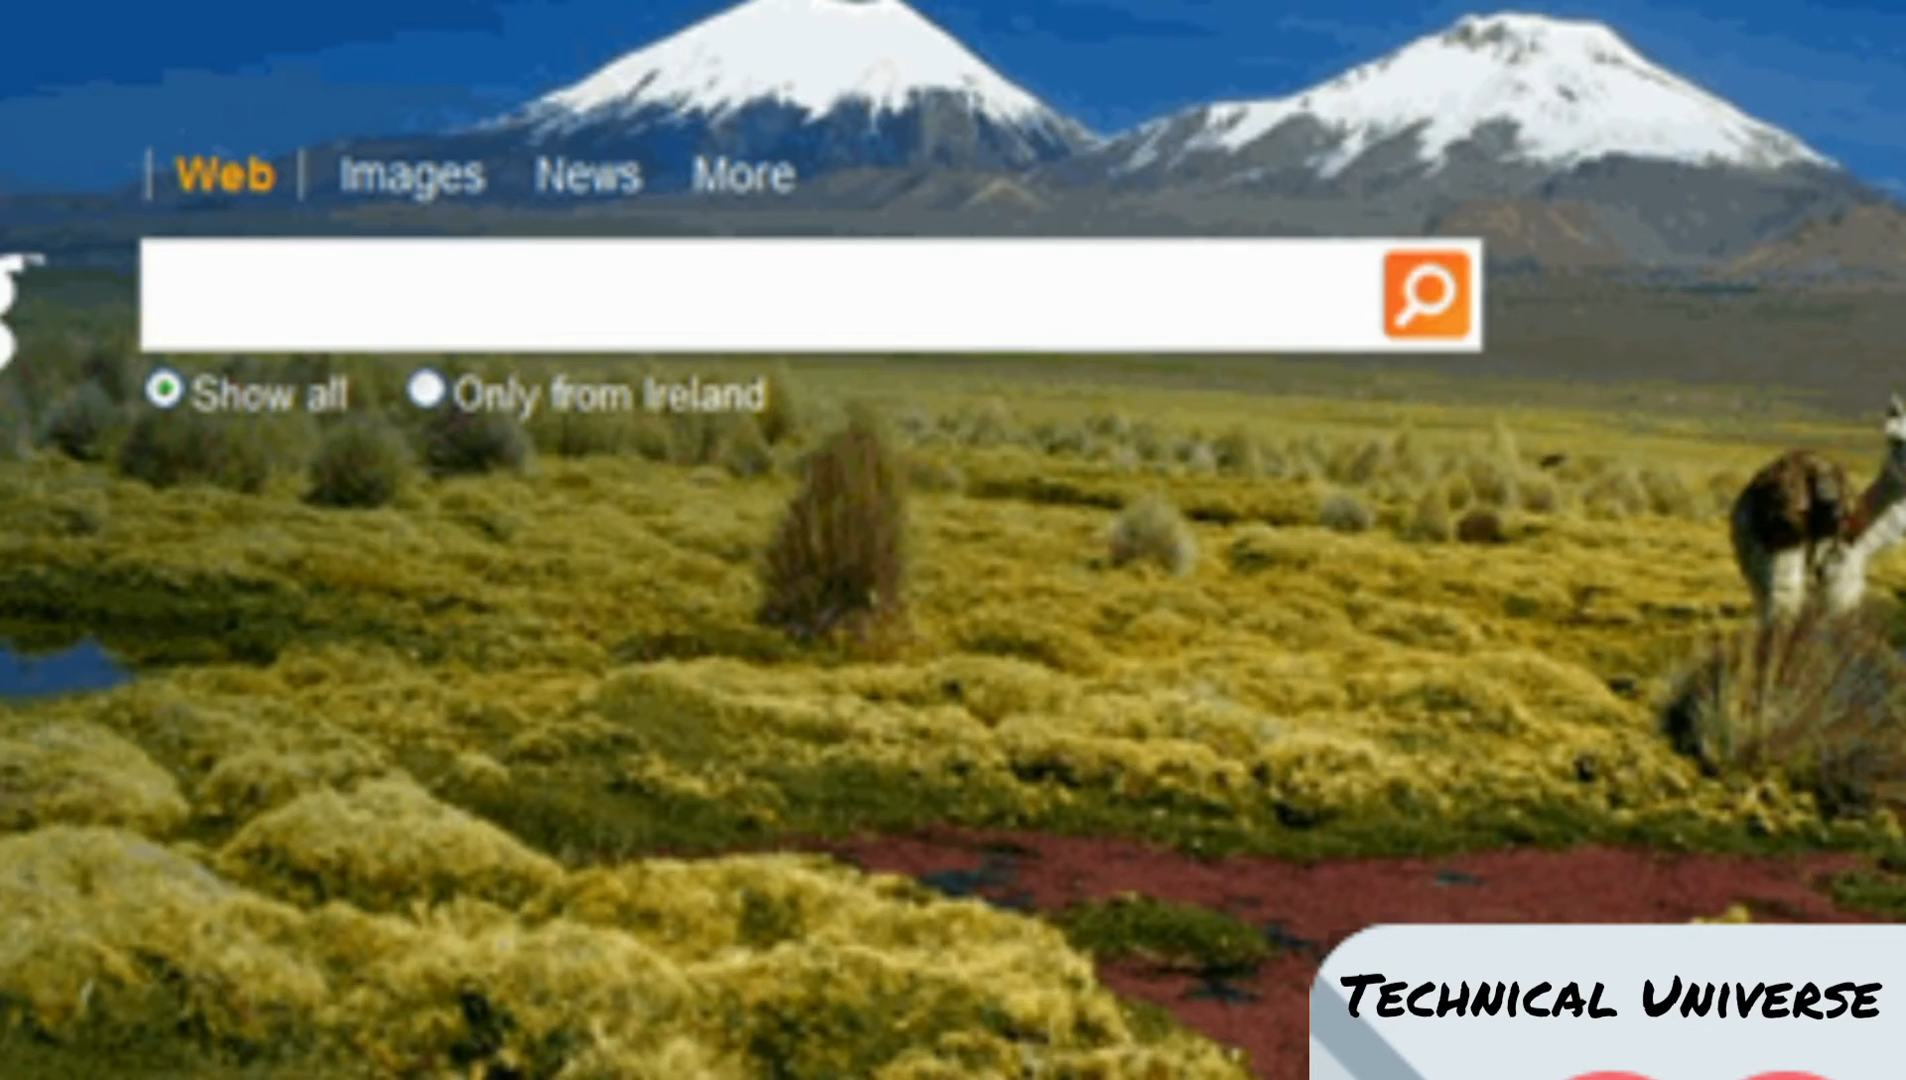 Web Images News More
g
Show all Only from Ireland
TECHNICAL UNIVERSE